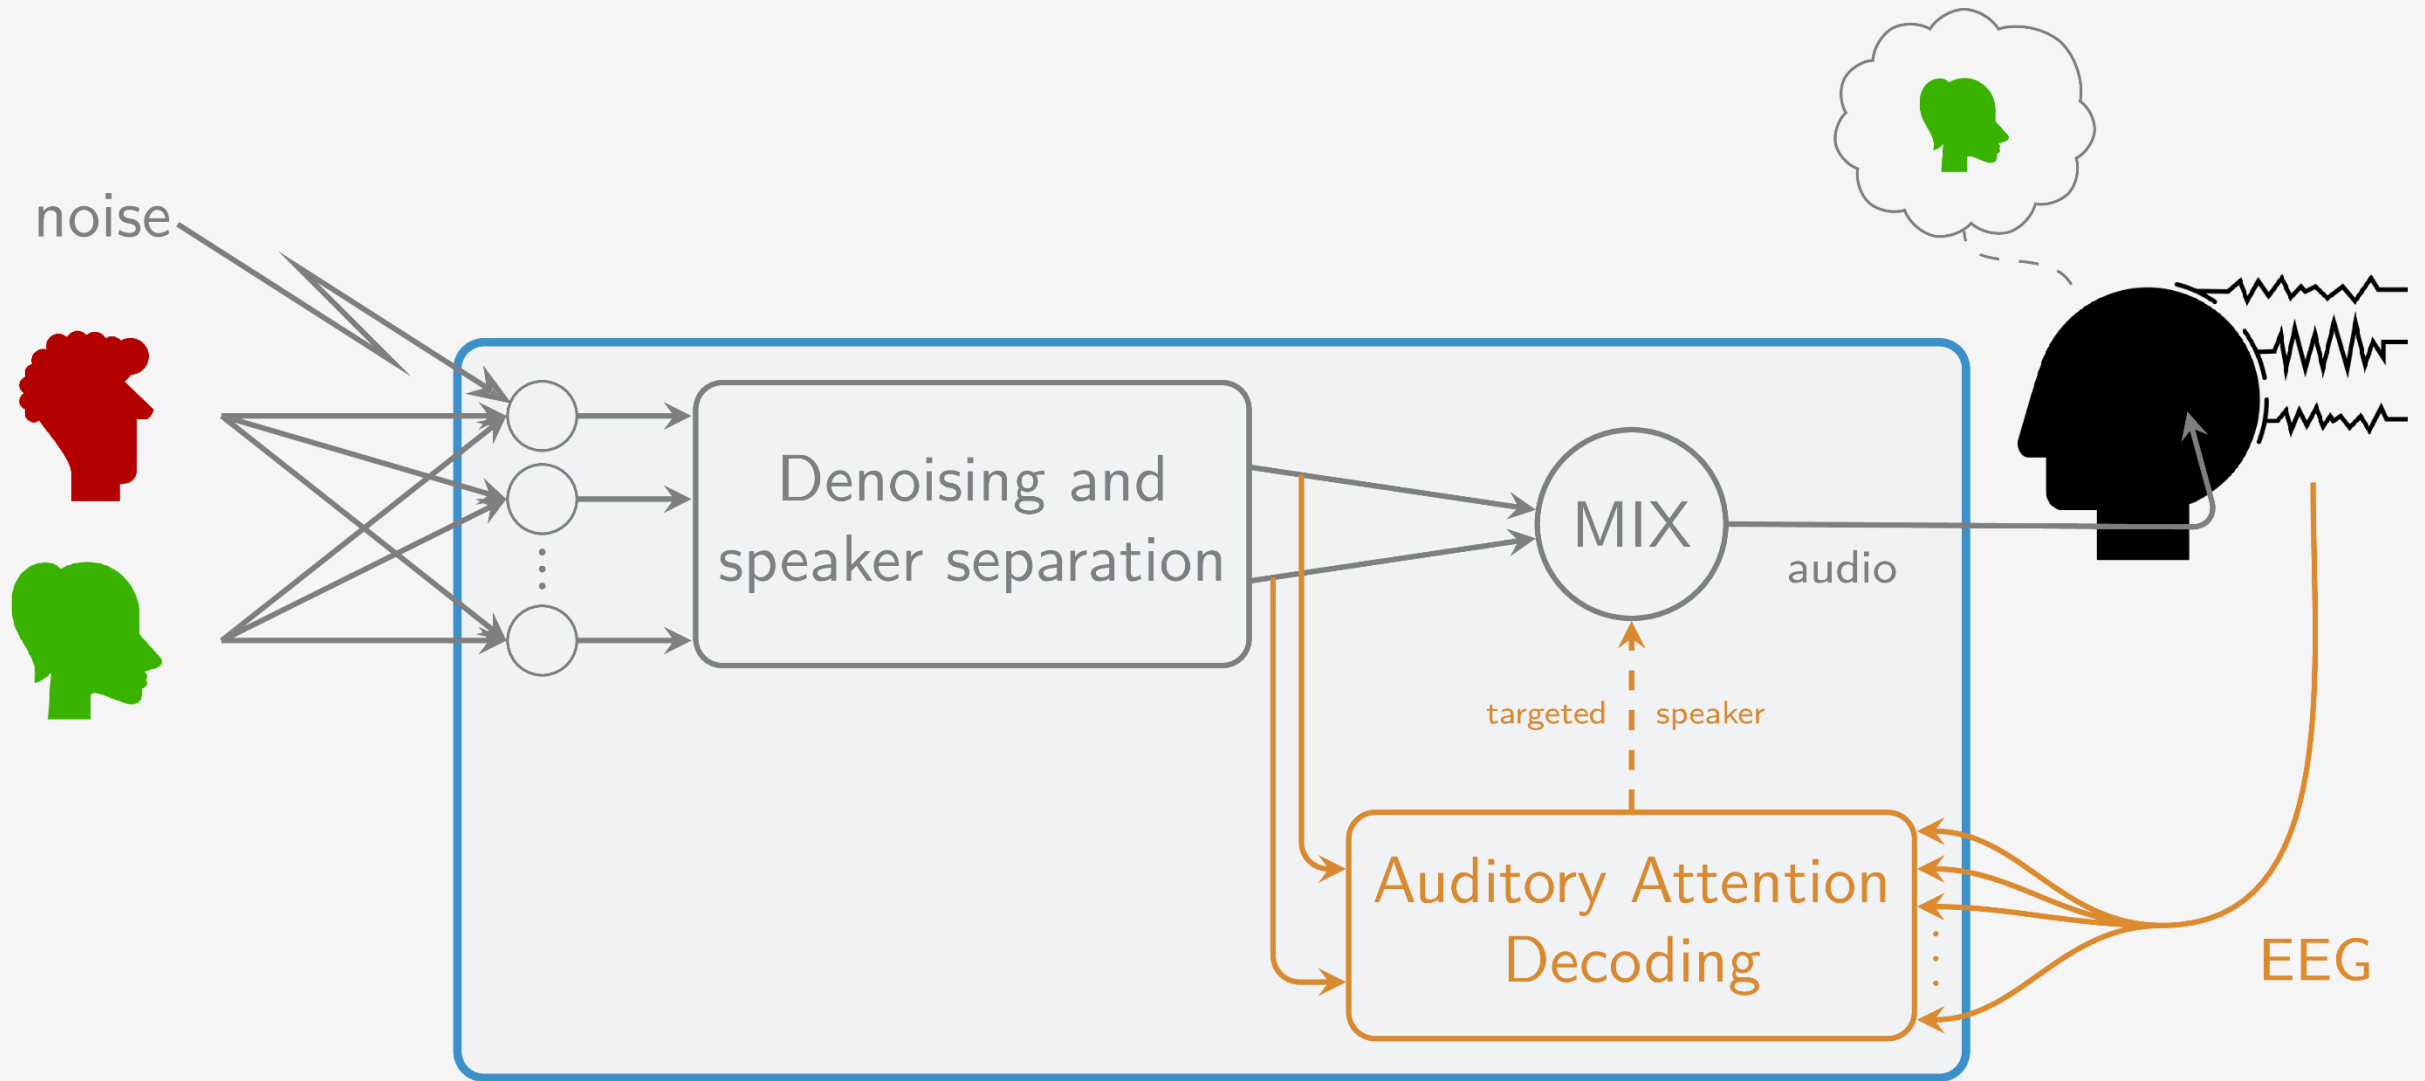 noise
Denoising and
speaker separation
MIX
audio
targeted speaker
Auditory Attention
Decoding
EEG